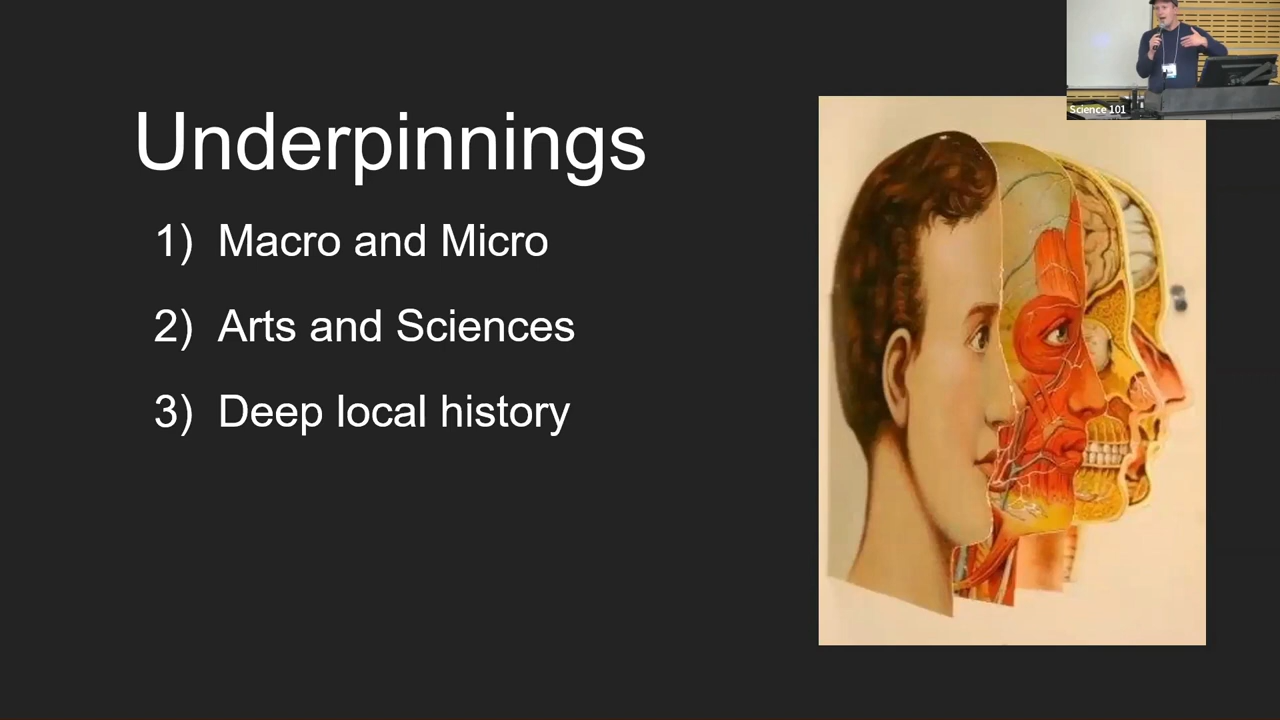 Underpinnings
1) Macro and Micro
2) Arts and Sciences
3) Deep local history
Science 101